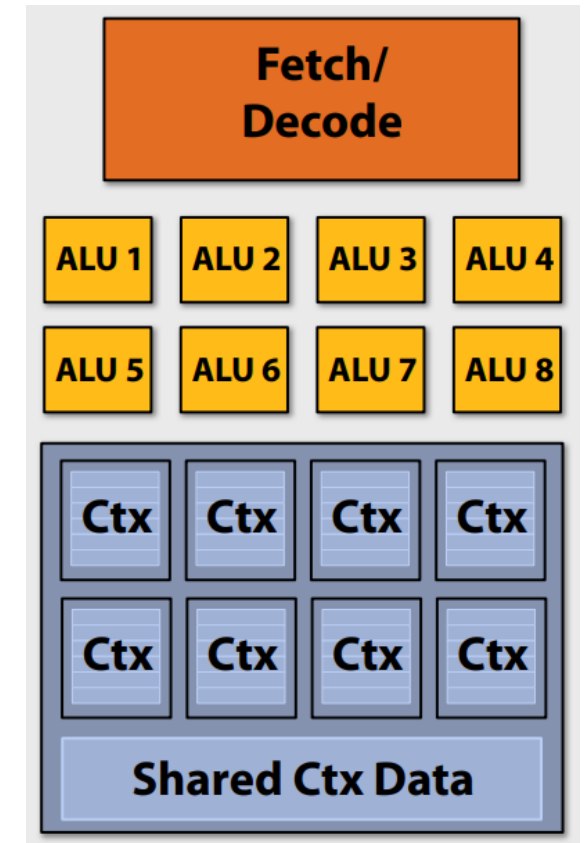 Fetch/
Decode
ALU 1 ALU 2 ALU 3 ALU 4
ALU 5 ALU 6 ALU 7 ALU 8
Ctx Ctx Ctx Ctx
Ctx Ctx Ctx Ctx
Shared Ctx Data